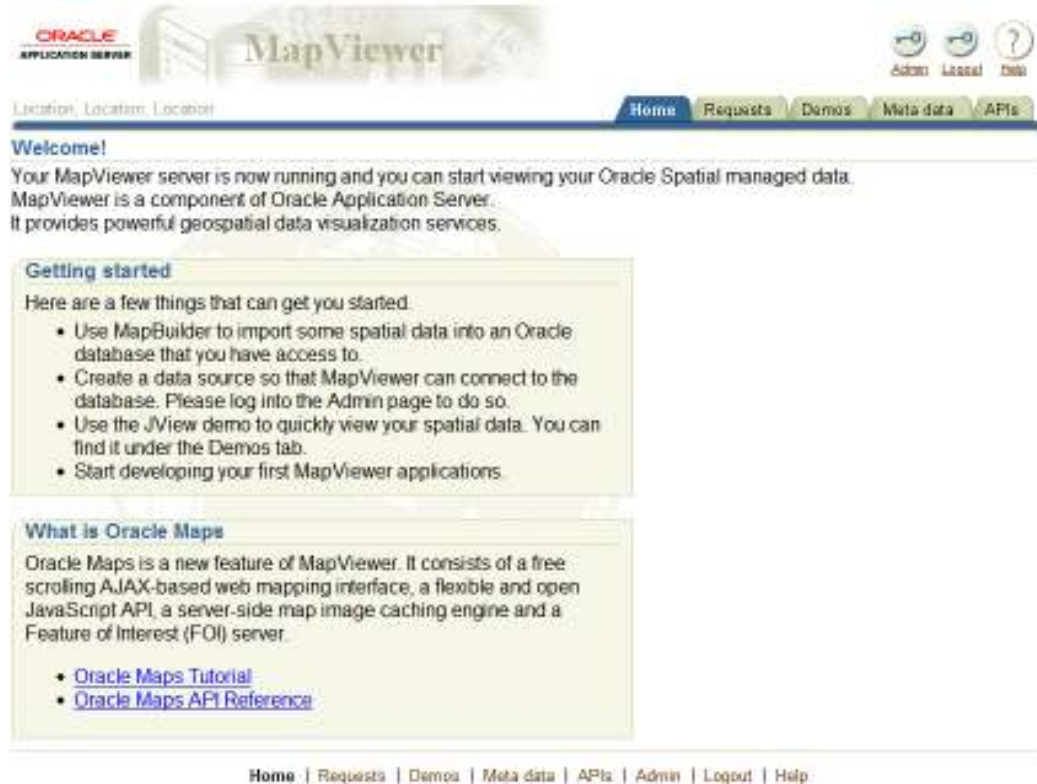 ORACLE
APPLICATION SERVER
MapViewer
Admin Logout Help
Location, Location, Location
Home Requests Demos Meta data APIs
Welcome!
Your MapViewer server is now running and you can start viewing your Oracle Spatial managed data.
MapViewer is a component of Oracle Application Server.
It provides powerful geospatial data visualization services.
Getting started
Here are a few things that can get you started.
• Use MapBuilder to import some spatial data into an Oracle
database that you have access to.
• Create a data source so that MapViewer can connect to the
database. Please log into the Admin page to do so.
• Use the JView demo to quickly view your spatial data. You can
find it under the Demos tab.
• Start developing your first MapViewer applications.
What is Oracle Maps
Oracle Maps is a new feature of MapViewer. It consists of a free
scrolling AJAX-based web mapping interface, a flexible and open
JavaScript API, a server-side map image caching engine and a
Feature of Interest (FOI) server.
• Oracle Maps Tutorial
• Oracle Maps API Reference
Home | Requests | Demos | Meta data | APIs | Admin | Logout | Help